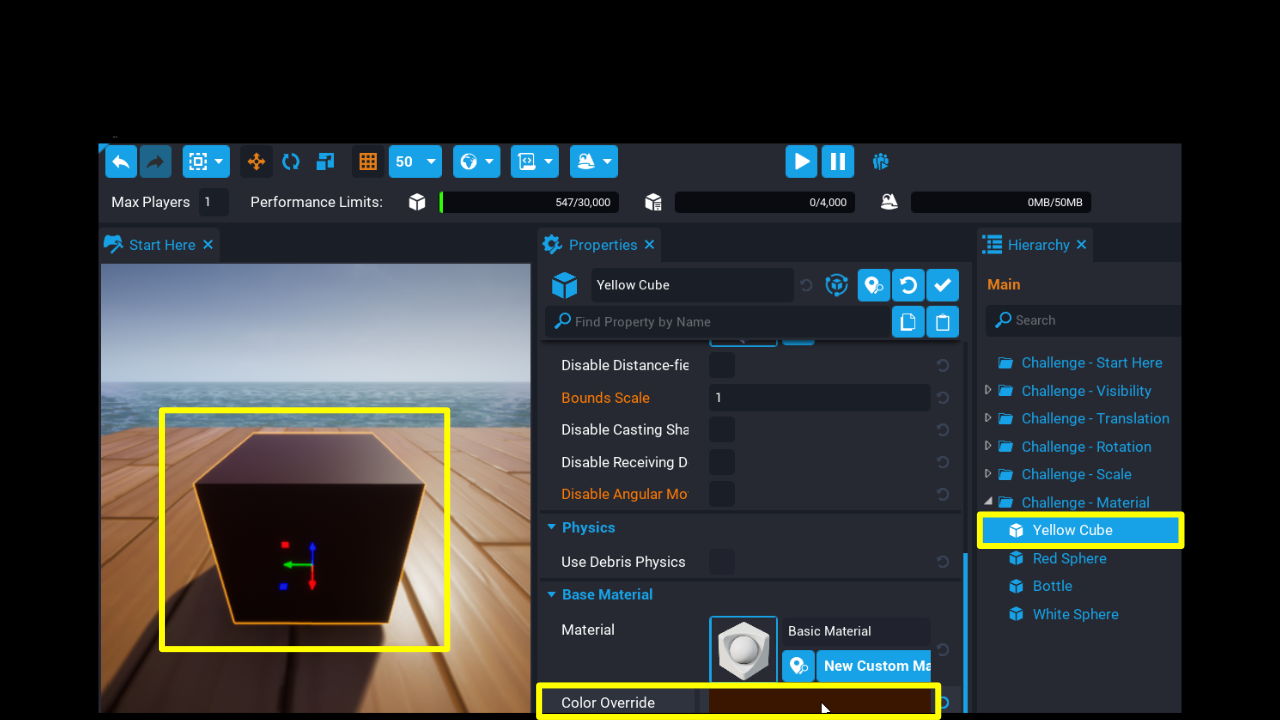 50
Max Players 1 Performance Limits: 547/30,000 0/4,000 0MB/50MB
Start Here
Properties
Hierarchy
Yellow Cube
Main
Find Property by Name
Search
Disable Distance-fie
Bounds Scale 1
Disable Casting Sha
Disable Receiving D
Disable Angular Mo
Physics
Use Debris Physics
Base Material
Material Basic Material
New Custom Ma
Color Override
Challenge - Start Here
Challenge - Visibility
Challenge - Translation
Challenge - Rotation
Challenge - Scale
Challenge - Material
Yellow Cube
Red Sphere
Bottle
White Sphere